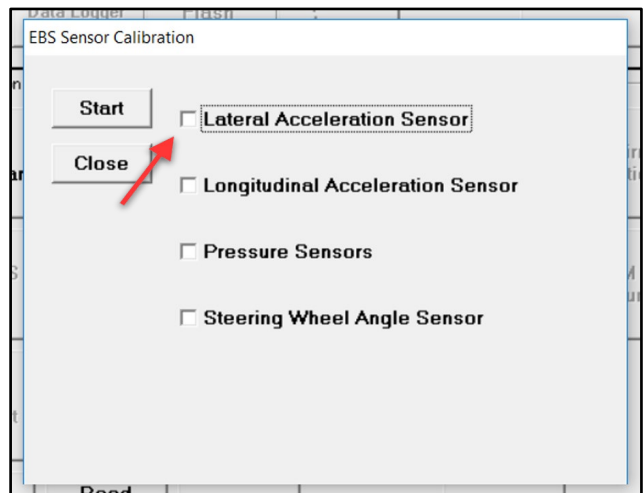 Data Logger
Flash
EBS Sensor Calibration
Start
Lateral Acceleration Sensor
Close
Longitudinal Acceleration Sensor
Pressure Sensors
Steering Wheel Angle Sensor
Read